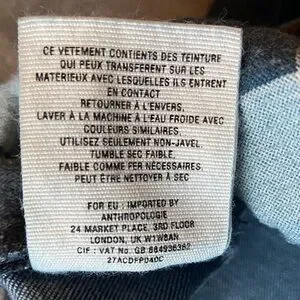 CE VETEMENT CONTIENTS DES TEINTURE
QUI PEUX TRANSFERENT SUR LES
MATERIEUX AVEC LESQUELLES ILS ENTRENT
EN CONTACT
RETOURNER À L'ENVERS.
LAVER À LA MACHINE À L'EAU FROIDE AVEC
COULEURS SIMILAIRES.
UTILISEZ SEULEMENT NON-JAVEL.
TUMBLE SEC FAIBLE.
FAIBLE COMME FER NÉCESSAIRES.
PEUT ÊTRE NETTOYER À SEC
FOR EU : IMPORTED BY
ANTHROPOLOGIE
24 MARKET PLACE, 3RD FLOOR
LONDON, UK W1W8AN
CIF : VAT No. GB 884936362
27ACDFP040C